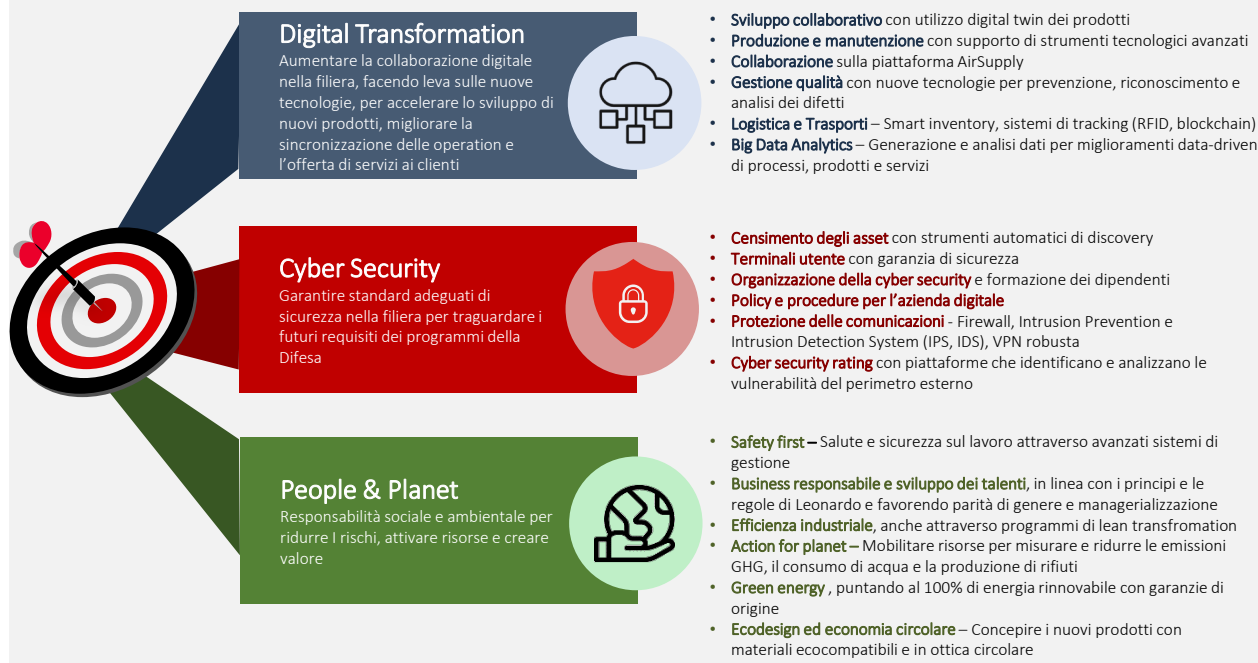 Digital Transformation
Aumentare la collaborazione digitale
nella filiera, facendo leva sulle nuove
tecnologie, per accelerare lo sviluppo di
nuovi prodotti, migliorare la
sincronizzazione delle operation e
l'offerta di servizi ai clienti
• Sviluppo collaborativo con utilizzo digital twin dei prodotti
• Produzione e manutenzione con supporto di strumenti tecnologici avanzati
• Collaborazione sulla piattaforma AirSupply
• Gestione qualità con nuove tecnologie per prevenzione, riconoscimento e
analisi dei difetti
• Logistica e Trasporti – Smart inventory, sistemi di tracking (RFID, blockchain)
• Big Data Analytics – Generazione e analisi dati per miglioramenti data-driven
di processi, prodotti e servizi
Cyber Security
Garantire standard adeguati di
sicurezza nella filiera per traguardare i
futuri requisiti dei programmi della
Difesa
• Censimento degli asset con strumenti automatici di discovery
• Terminali utente con garanzia di sicurezza
• Organizzazione della cyber security e formazione dei dipendenti
• Policy e procedure per l'azienda digitale
• Protezione delle comunicazioni - Firewall, Intrusion Prevention e
Intrusion Detection System (IPS, IDS), VPN robusta
• Cyber security rating con piattaforme che identificano e analizzano le
vulnerabilità del perimetro esterno
People & Planet
Responsabilità sociale e ambientale per
ridurre I rischi, attivare risorse e creare
valore
• Safety first – Salute e sicurezza sul lavoro attraverso avanzati sistemi di
gestione
• Business responsabile e sviluppo dei talenti, in linea con i principi e le
regole di Leonardo e favorendo parità di genere e managerializzazione
• Efficienza industriale, anche attraverso programmi di lean transfromation
• Action for planet – Mobilitare risorse per misurare e ridurre le emissioni
GHG, il consumo di acqua e la produzione di rifiuti
• Green energy , puntando al 100% di energia rinnovabile con garanzie di
origine
• Ecodesign ed economia circolare – Concepire i nuovi prodotti con
materiali ecocompatibili e in ottica circolare